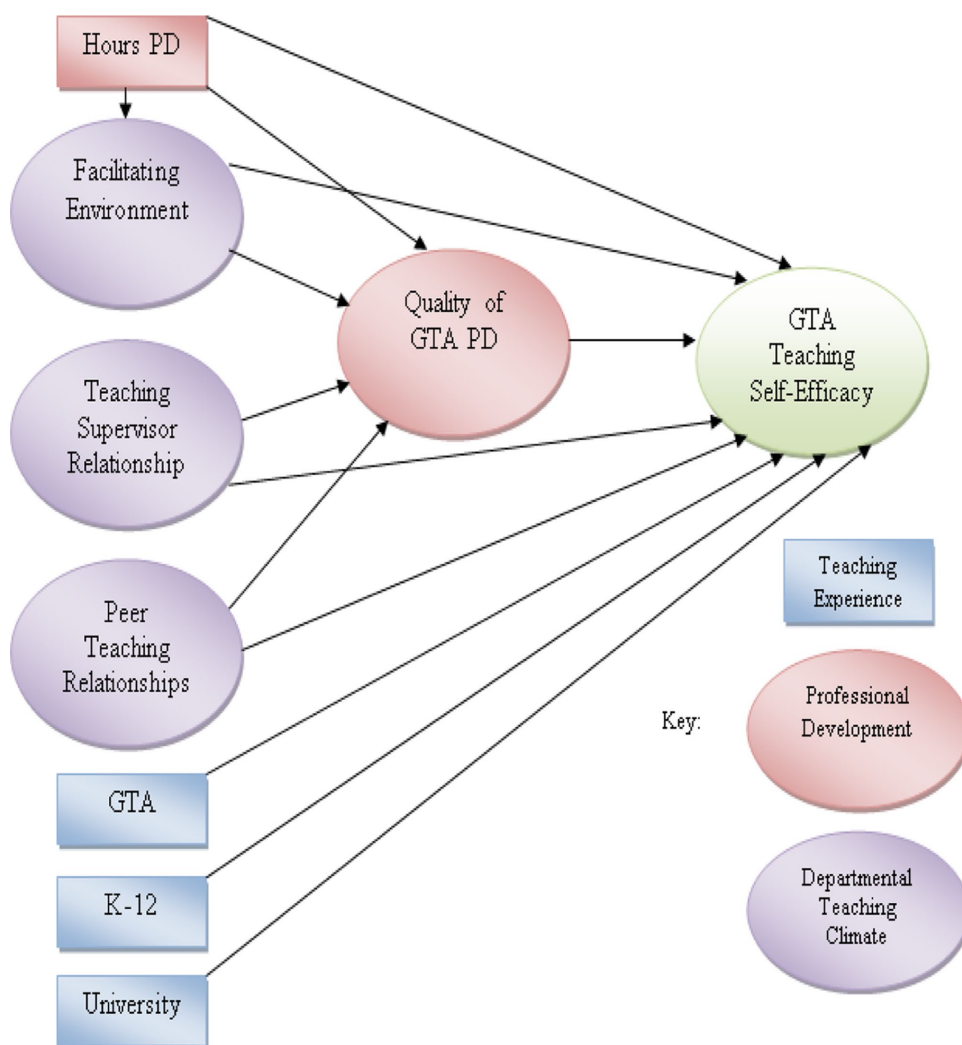 Hours PD
Facilitating
Environment
Quality of
GTA PD
GTA
Teaching
Self-Efficacy
Teaching
Supervisor
Relationship
Peer
Teaching
Relationships
GTA
K-12
University
Key:
Teaching
Experience
Professional
Development
Departmental
Teaching
Climate